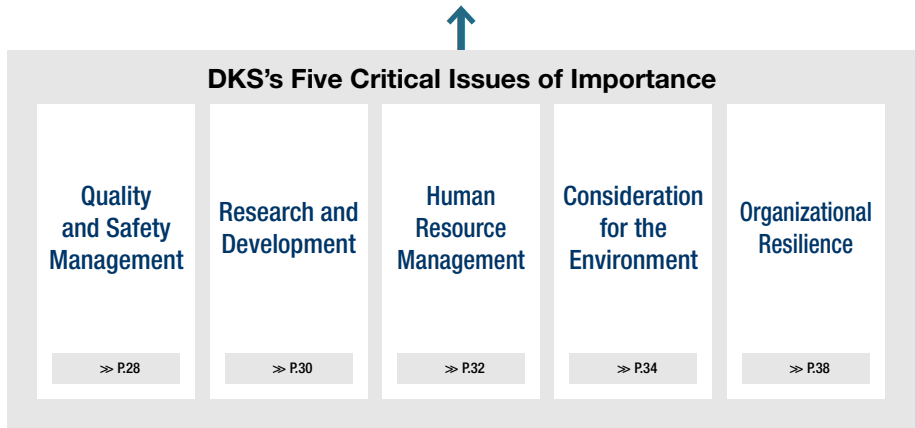 DKS's Five Critical Issues of Importance
Quality
and Safety
Management
≫ P.28
Research and
Development
≫ P.30
Human
Resource
Management
≫ P.32
Consideration
for the
Environment
≫ P.34
Organizational
Resilience
≫ P.38